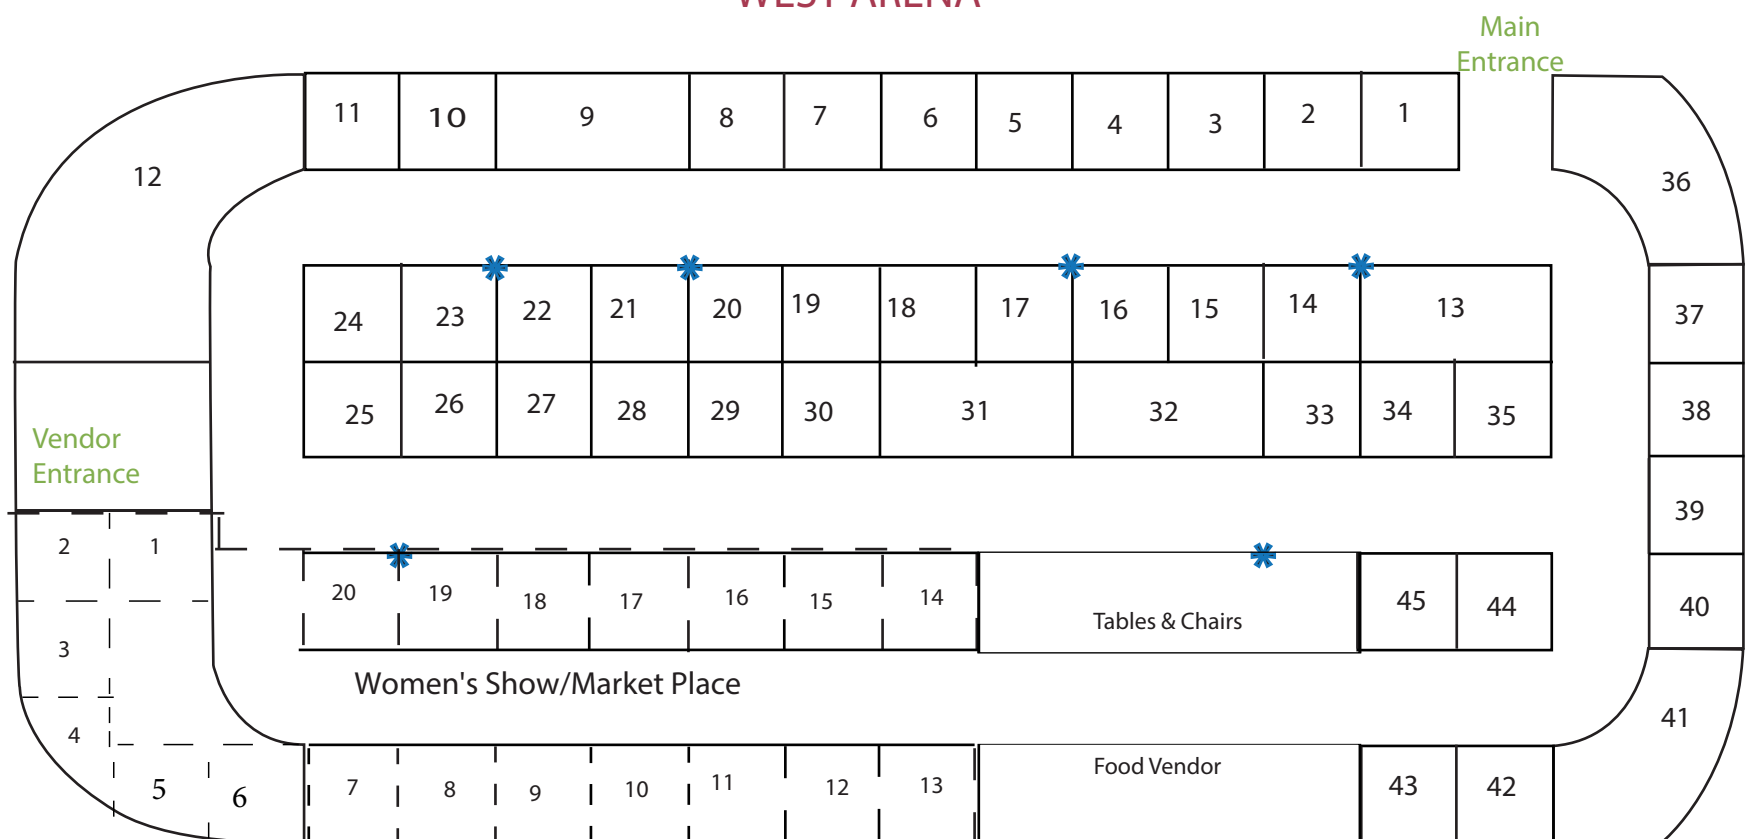 WEST ARENA
Main
Entrance
11 10 9 8 7 6 5 4 3 2 1
12
36
24 23 22 21 20 19 18 17 16 15 14 13
37
25 26 27 28 29 30 31 32 33 34 35
38
Vendor
Entrance
39
2 1
20 19 18 17 16 15 14
Tables & Chairs
45 44
40
3
Women's Show/Market Place
4
41
5 6 7 8 9 10 11 12 13
Food Vendor
43 42